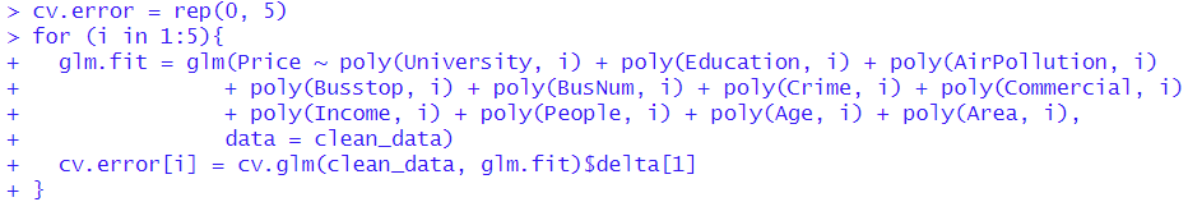 > cv.error = rep(0, 5)
> for (i in 1:5){
+   glm.fit = glm(Price ~ poly(University, i) + poly(Education, i) + poly(AirPollution, i)
+                 + poly(Busstop, i) + poly(BusNum, i) + poly(Crime, i) + poly(Commercial, i)
+                 + poly(Income, i) + poly(People, i) + poly(Age, i) + poly(Area, i),
+                 data = clean_data)
+   cv.error[i] = cv.glm(clean_data, glm.fit)$delta[1]
+ }